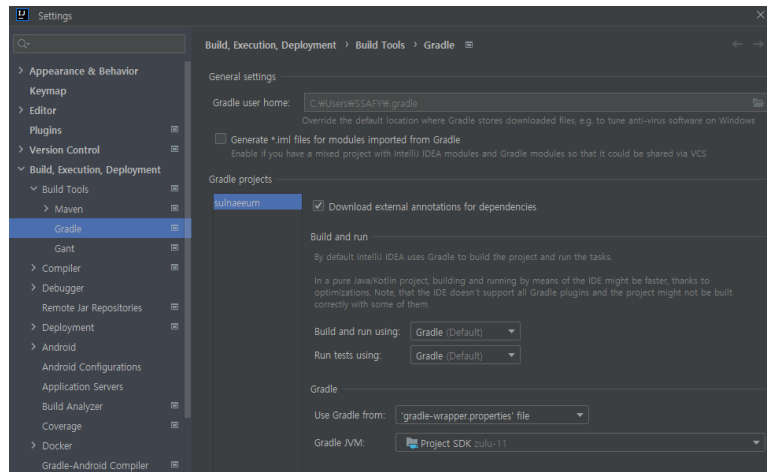 Settings
Appearance & Behavior
Keymap
Editor
Plugins
Version Control
Build, Execution, Deployment
Build Tools
Maven
Gradle
Gant
Compiler
Debugger
Remote Jar Repositories
Deployment
Android
Android Configurations
Application Servers
Build Analyzer
Coverage
Docker
Gradle-Android Compiler
Build, Execution, Deployment › Build Tools › Gradle
General settings
Gradle user home: C:₩Users₩SSAFY₩.gradle
Override the default location where Gradle stores downloaded files, e.g. to tune anti-virus software on Windows
Generate *.iml files for modules imported from Gradle
Enable if you have a mixed project with IntelliJ IDEA modules and Gradle modules so that it could be shared via VCS
Gradle projects
sulnaeeum
Download external annotations for dependencies
Build and run
By default IntelliJ IDEA uses Gradle to build the project and run the tasks.
In a pure Java/Kotlin project, building and running by means of the IDE might be faster, thanks to
optimizations. Note, that the IDE doesn't support all Gradle plugins and the project might not be built
correctly with some of them.
Build and run using: Gradle (Default)
Run tests using: Gradle (Default)
Gradle
Use Gradle from: 'gradle-wrapper.properties' file
Gradle JVM: Project SDK zulu-11